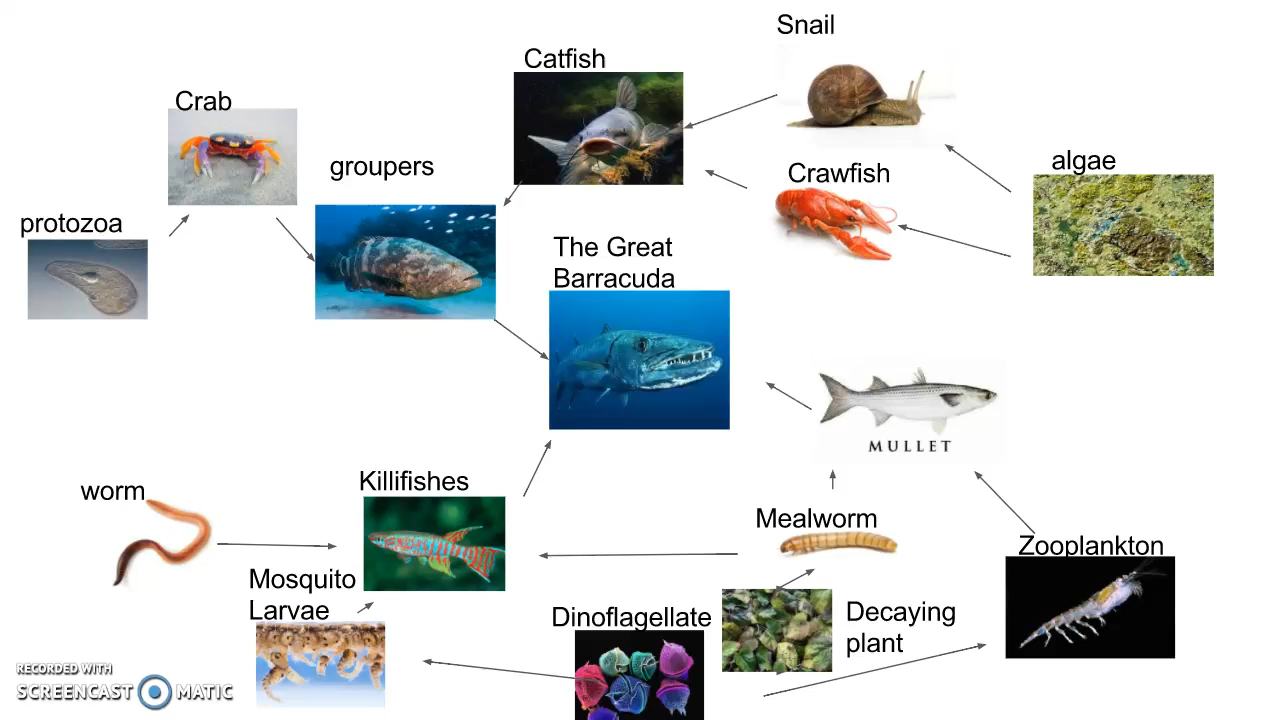 Snail
Catfish
Crab
groupers
Crawfish
algae
protozoa
The Great
Barracuda
MULLET
Killifishes
worm
Mealworm
Zooplankton
Mosquito
Larvae
Dinoflagellate
Decaying
plant
RECORDED WITH
SCREENCAST MATIC